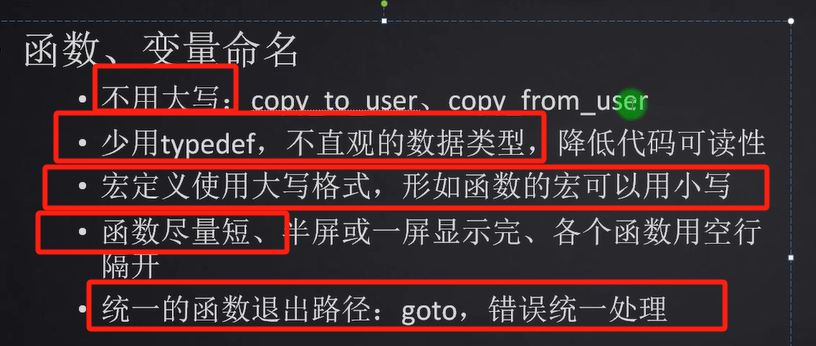 函数、变量命名
• 不用大写：copy_to_user、copy_from_user
• 少用typedef，不直观的数据类型，降低代码可读性
• 宏定义使用大写格式，形如函数的宏可以用小写
• 函数尽量短、半屏或一屏显示完、各个函数用空行
隔开
• 统一的函数退出路径：goto，错误统一处理